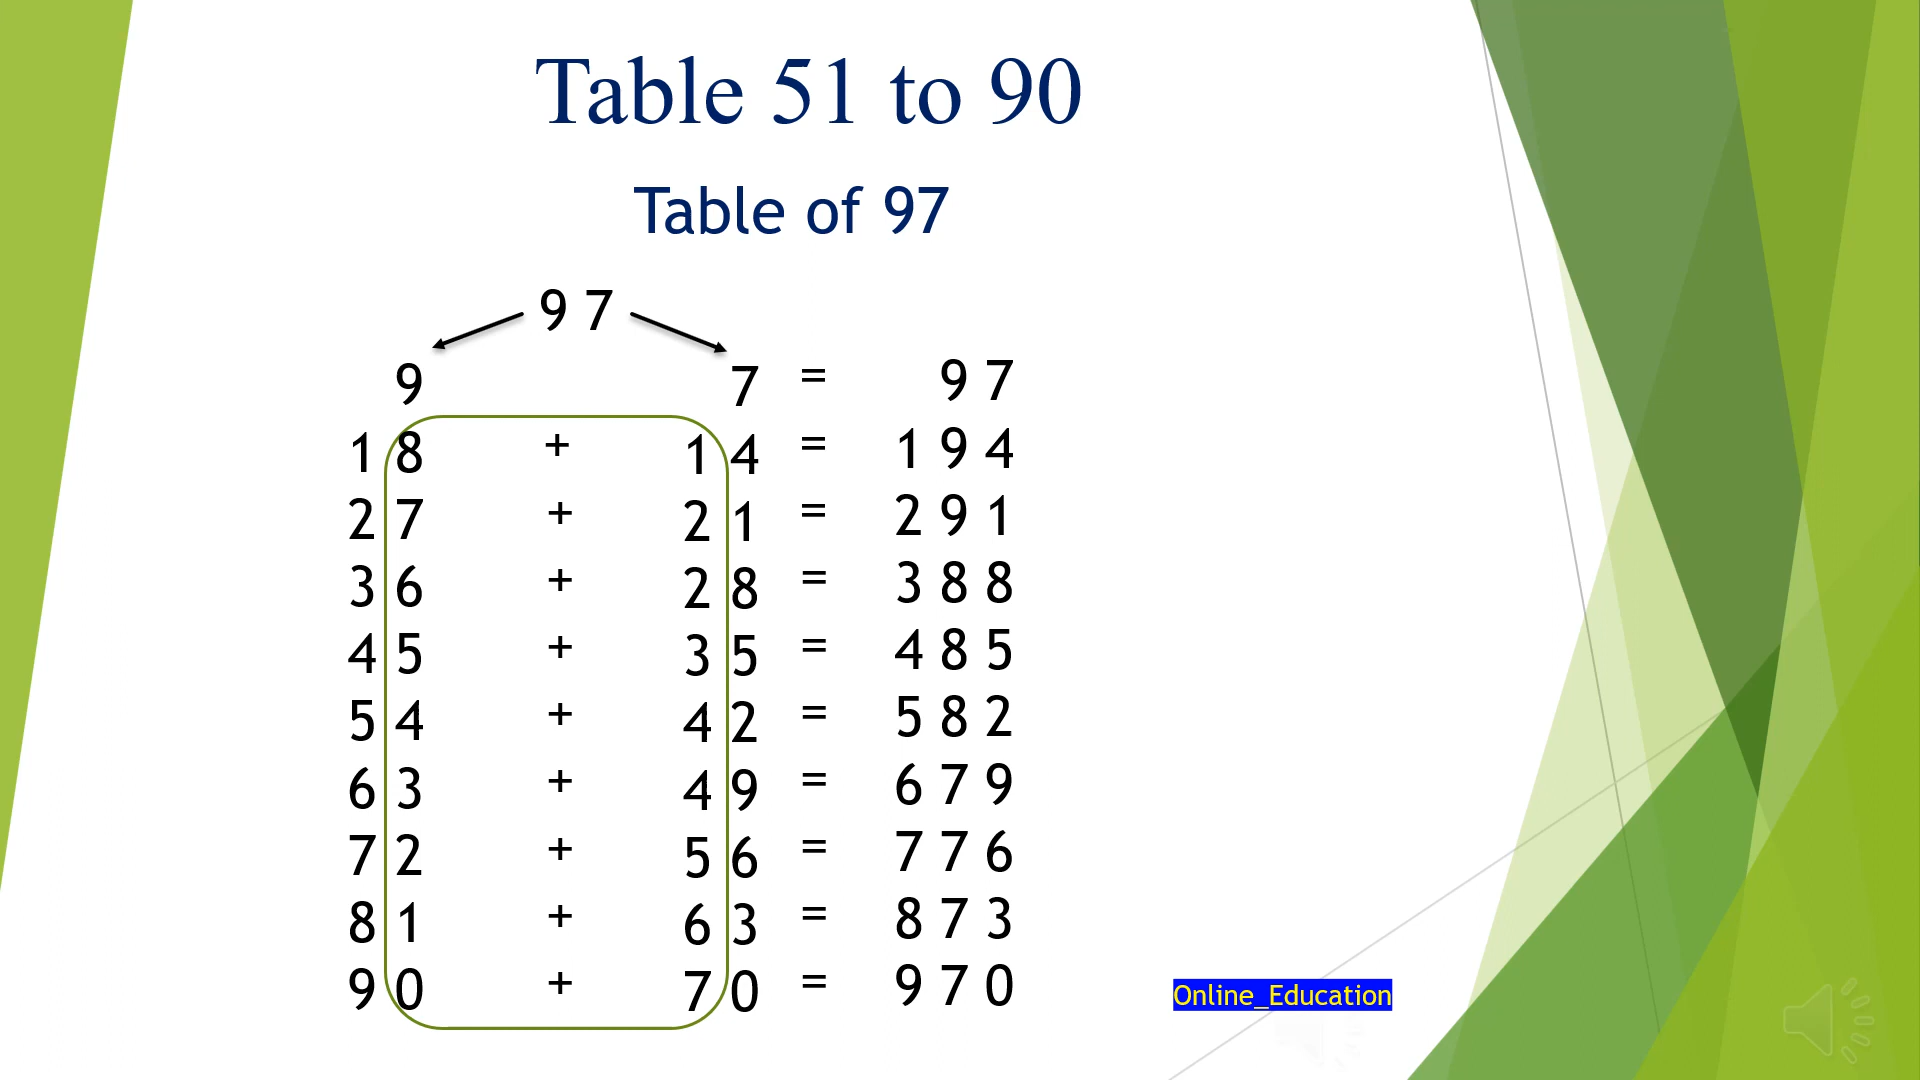 Table 51 to 90
Table of 97
9 7
9 7 = 9 7
1 8 + 1 4 = 1 9 4
2 7 + 2 1 = 2 9 1
3 6 + 2 8 = 3 8 8
4 5 + 3 5 = 4 8 5
5 4 + 4 2 = 5 8 2
6 3 + 4 9 = 6 7 9
7 2 + 5 6 = 7 7 6
8 1 + 6 3 = 8 7 3
9 0 + 7 0 = 9 7 0
Online_Education